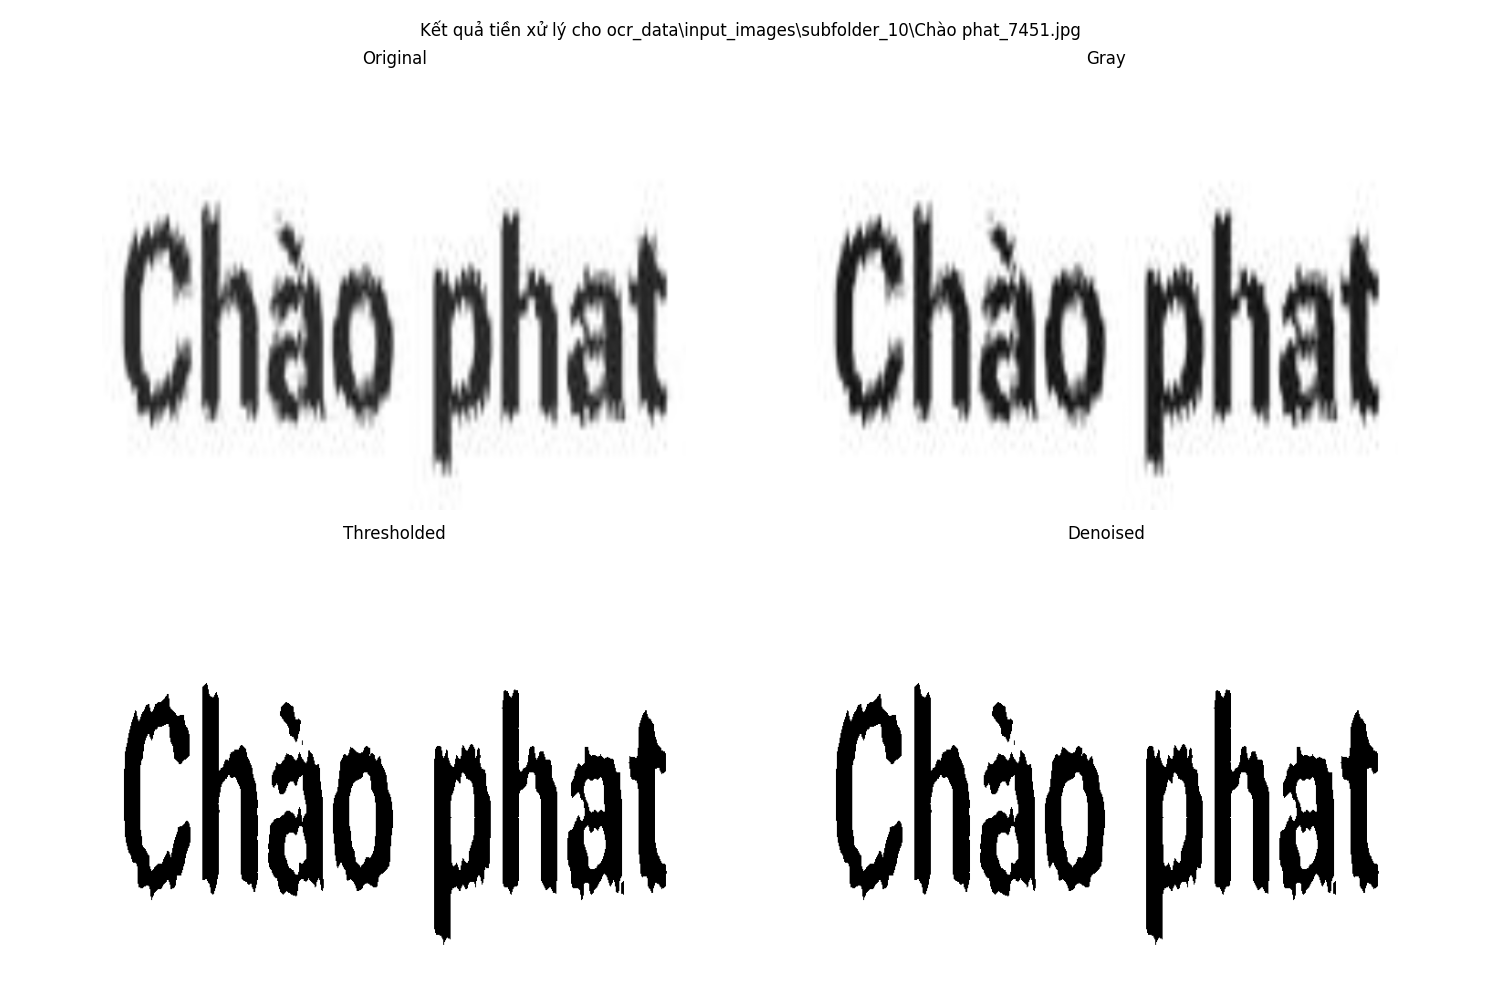 Kết quả tiền xử lý cho ocr_data\input_images\subfolder_10\Chào phat_7451.jpg
Original
Gray
Chào phat
Chào phat
Thresholded
Denoised
Chào phat
Chào phat